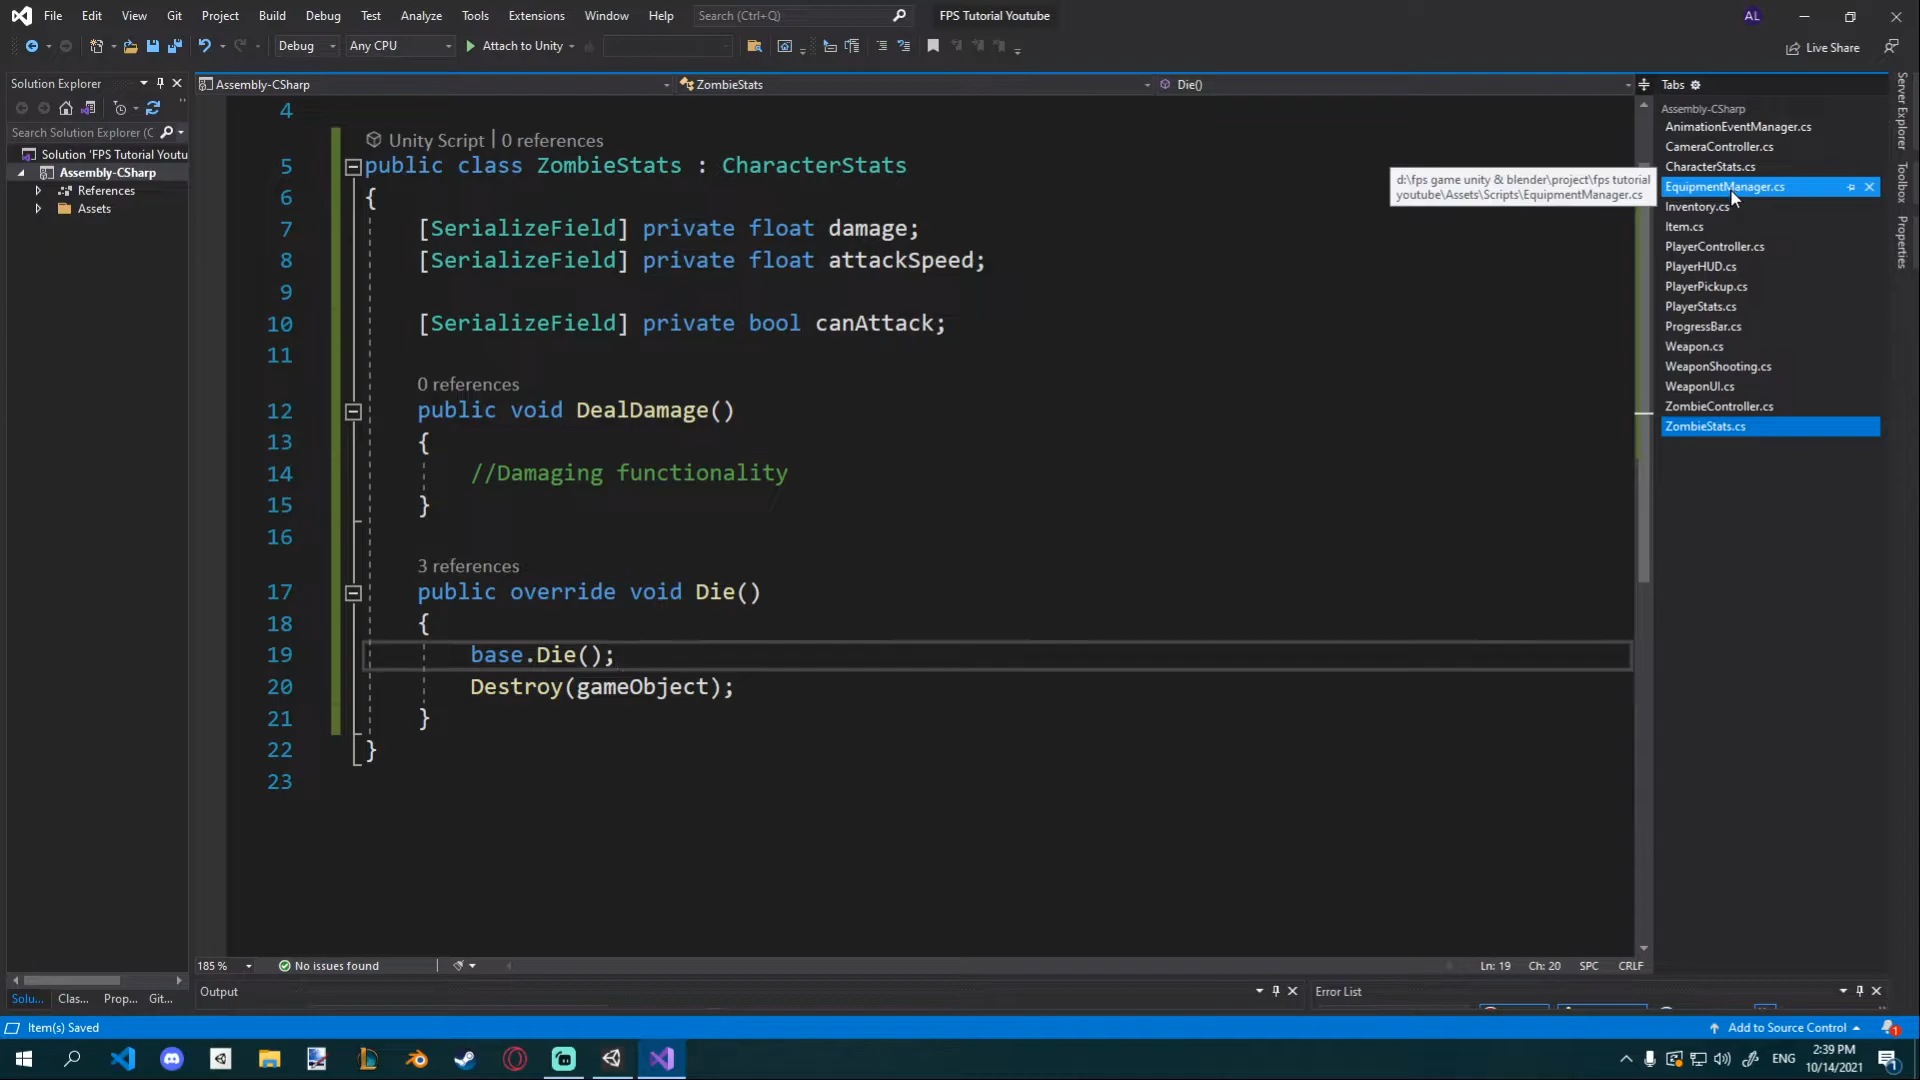 File Edit View Git Project Build Debug Test Analyze Tools Extensions Window Help Search (Ctrl+Q) FPS Tutorial Youtube AL
Debug Any CPU Attach to Unity Live Share
Solution Explorer
Search Solution Explorer (C
Solution 'FPS Tutorial Youtu
Assembly-CSharp
References
Assets
Solu... Clas... Prop... Git...
Assembly-CSharp ZombieStats Die()
4
Unity Script | 0 references
5 public class ZombieStats : CharacterStats
6 {
7 [SerializeField] private float damage;
8 [SerializeField] private float attackSpeed;
9
10 [SerializeField] private bool canAttack;
11
0 references
12 public void DealDamage()
13 {
14 //Damaging functionality
15 }
16
3 references
17 public override void Die()
18 {
19 base.Die();
20 Destroy(gameObject);
21 }
22 }
23
d:\fps game unity & blender\project\fps tutorial
youtube\Assets\Scripts\EquipmentManager.cs
Tabs
Assembly-CSharp
AnimationEventManager.cs
CameraController.cs
CharacterStats.cs
EquipmentManager.cs
Inventory.cs
Item.cs
PlayerController.cs
PlayerHUD.cs
PlayerPickup.cs
PlayerStats.cs
ProgressBar.cs
Weapon.cs
WeaponShooting.cs
WeaponUI.cs
ZombieController.cs
ZombieStats.cs
Server Explorer
Toolbox
Properties
185 % No issues found Ln: 19 Ch: 20 SPC CRLF
Output Error List
Item(s) Saved Add to Source Control 1
ENG 2:39 PM
10/14/2021 1